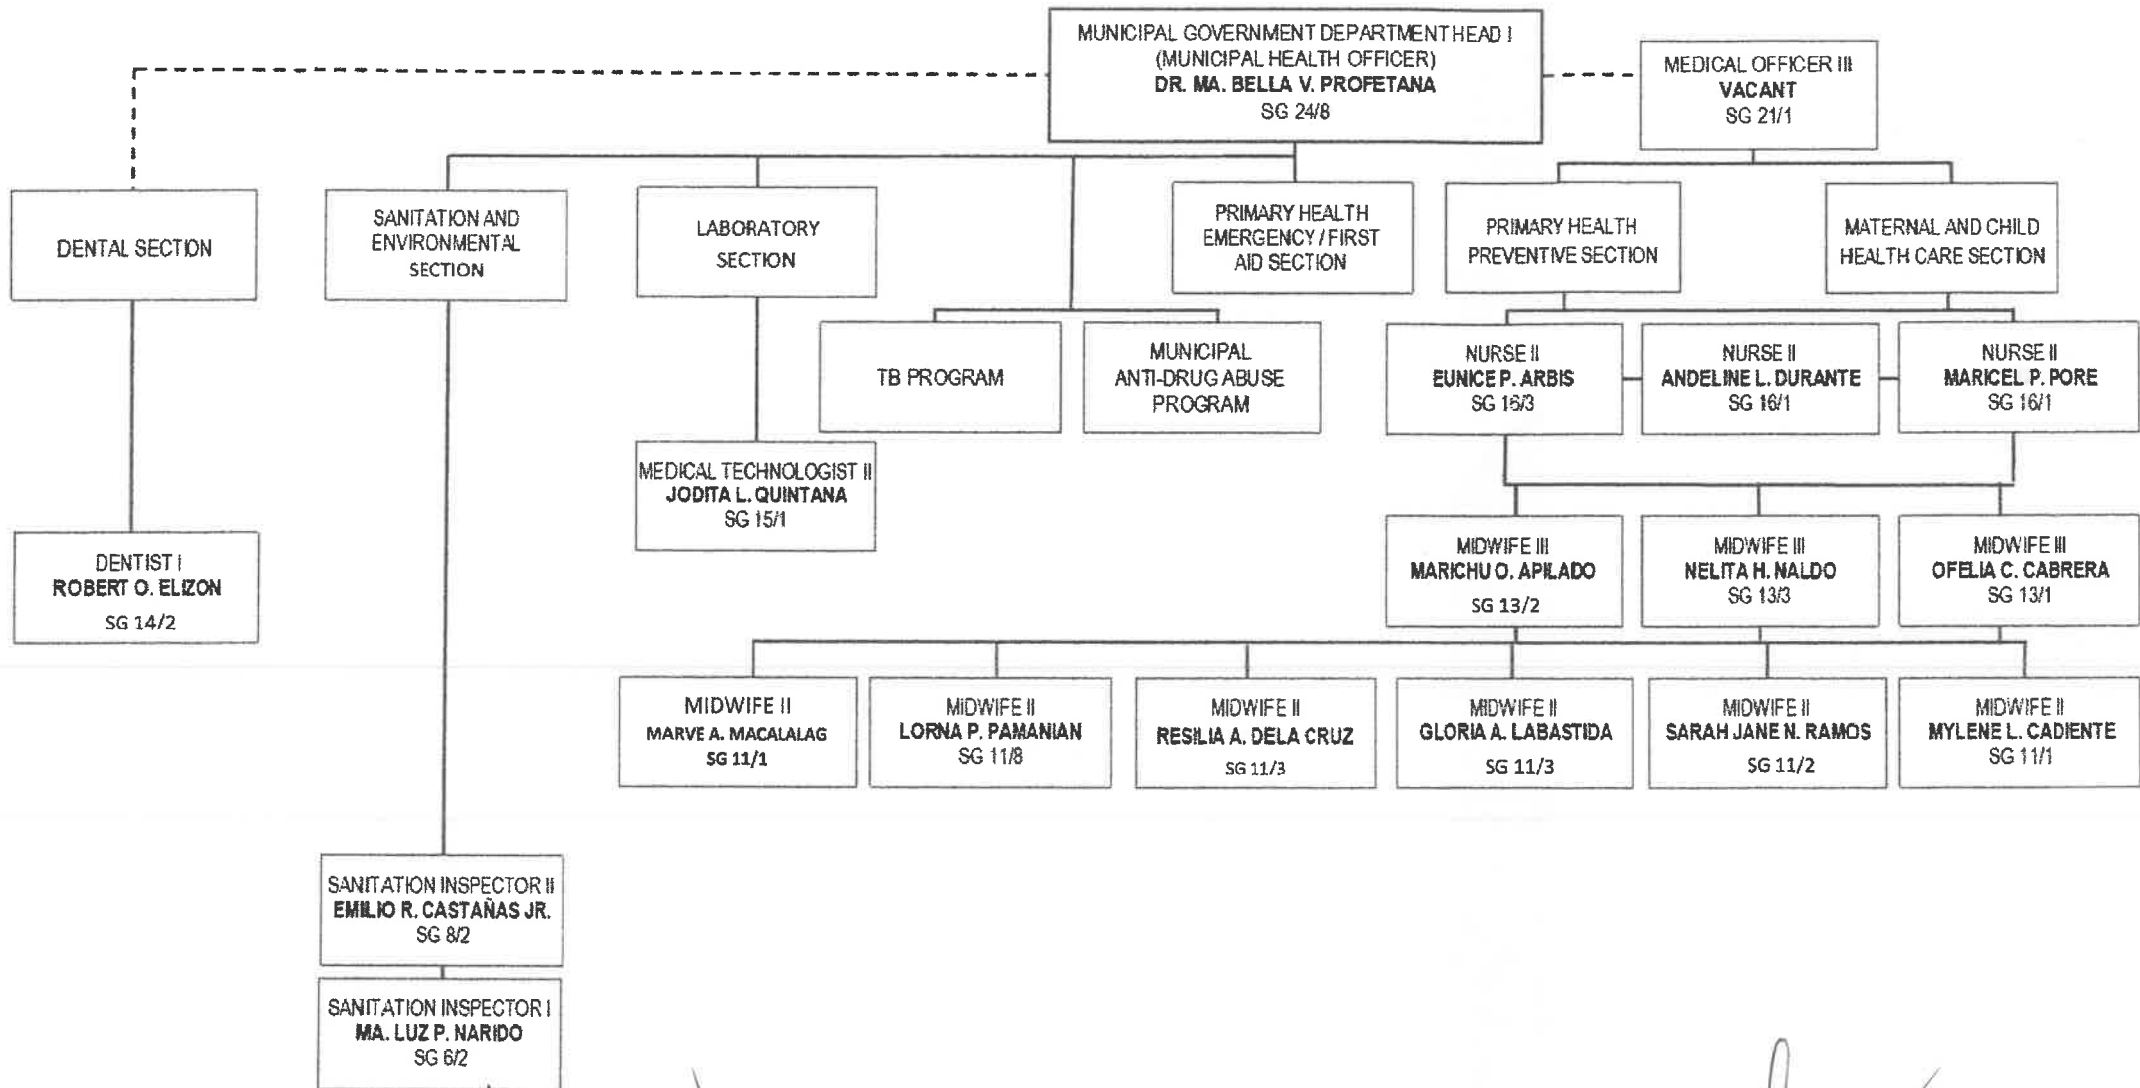 MUNICIPAL GOVERNMENT DEPARTMENT HEAD I
(MUNICIPAL HEALTH OFFICER)
DR. MA. BELLA V. PROFETANA
SG 24/8
MEDICAL OFFICER III
VACANT
SG 21/1
DENTAL SECTION
SANITATION AND
ENVIRONMENTAL
SECTION
LABORATORY
SECTION
PRIMARY HEALTH
EMERGENCY / FIRST
AID SECTION
PRIMARY HEALTH
PREVENTIVE SECTION
MATERNAL AND CHILD
HEALTH CARE SECTION
TB PROGRAM
MUNICIPAL
ANTI-DRUG ABUSE
PROGRAM
NURSE II
EUNICE P. ARBIS
SG 16/3
NURSE II
ANDELINE L. DURANTE
SG 16/1
NURSE II
MARICEL P. PORE
SG 16/1
MEDICAL TECHNOLOGIST II
JODITA L. QUINTANA
SG 15/1
DENTIST I
ROBERT O. ELIZON
SG 14/2
MIDWIFE III
MARICHU O. APILADO
SG 13/2
MIDWIFE III
NELITA H. NALDO
SG 13/3
MIDWIFE III
OFELIA C. CABRERA
SG 13/1
MIDWIFE II
MARVE A. MACALALAG
SG 11/1
MIDWIFE II
LORNA P. PAMANIAN
SG 11/8
MIDWIFE II
RESILIA A. DELA CRUZ
SG 11/3
MIDWIFE II
GLORIA A. LABASTIDA
SG 11/3
MIDWIFE II
SARAH JANE N. RAMOS
SG 11/2
MIDWIFE II
MYLENE L. CADIENTE
SG 11/1
SANITATION INSPECTOR II
EMILIO R. CASTAÑAS JR.
SG 8/2
SANITATION INSPECTOR I
MA. LUZ P. NARIDO
SG 6/2